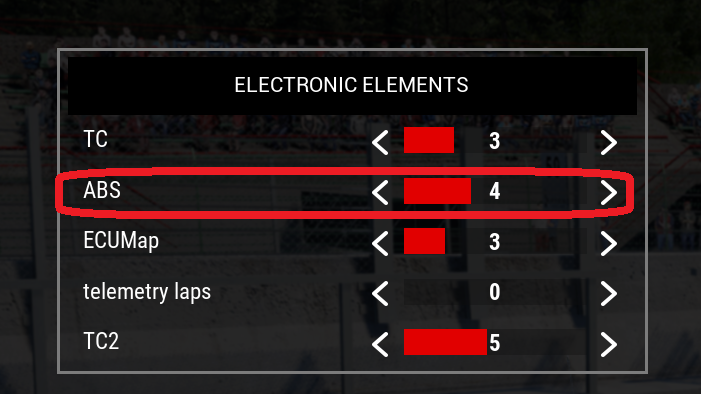 ELECTRONIC ELEMENTS
TC 3
ABS 4
ECUMap 3
telemetry laps 0
TC2 5